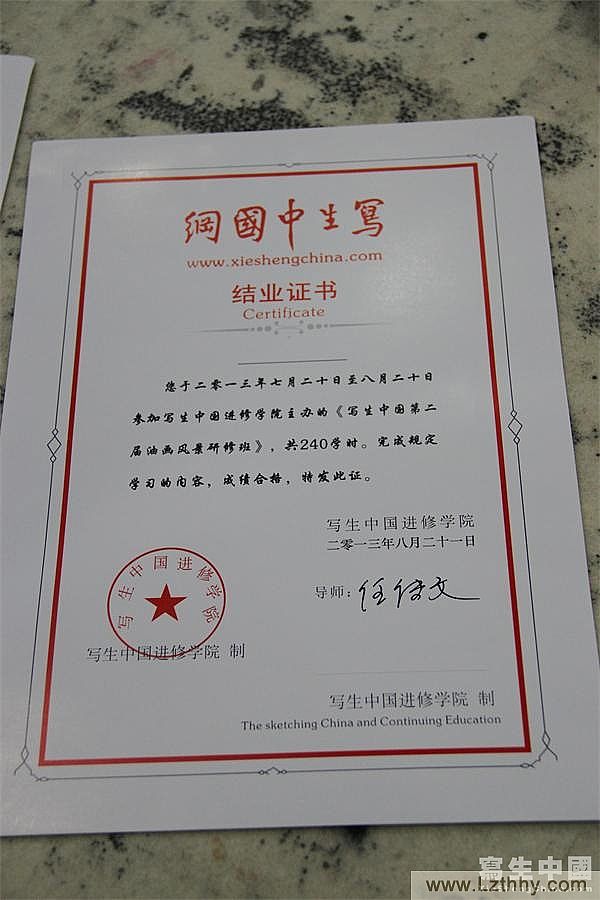 網國中生寫
www.xieshengchina.com
结业证书
Certificate
您于二零一三年七月二十日至八月二十日
参加写生中国进修学院主办的《写生中国第二
届油画风景研修班》，共240学时。完成规定
学习的内容，成绩合格，特发此证。
写生中国进修学院
二零一三年八月二十一日
导师：
写生中国进修学院
写生中国进修学院 制
写生中国进修学院 制
The sketching China and Continuing Education
寫生中國
www.Lzthhy.com